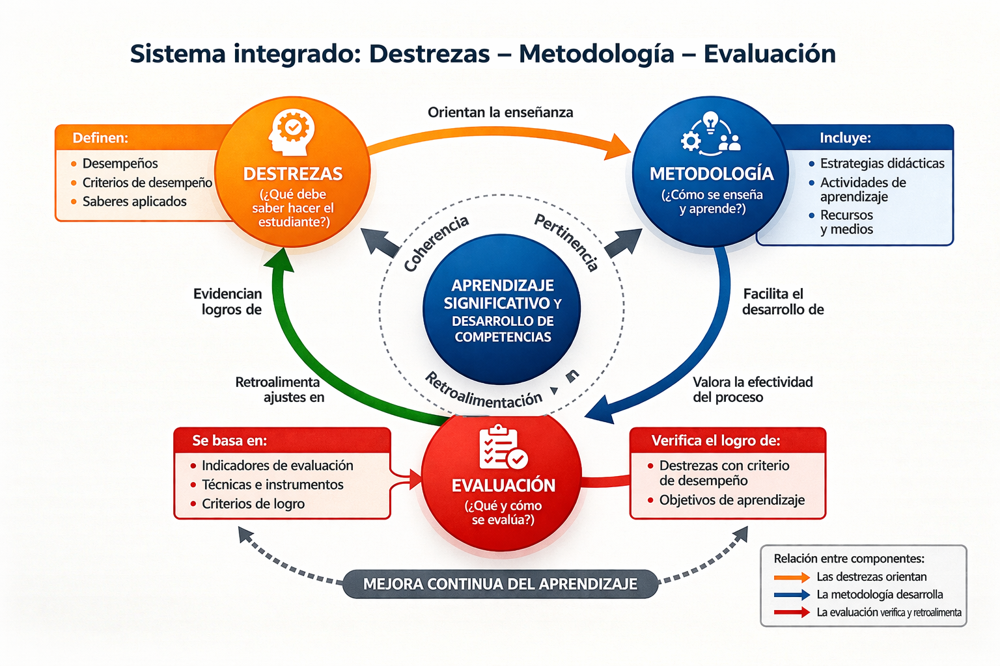 Sistema integrado: Destrezas – Metodología – Evaluación
Orientan la enseñanza
Definen:
• Desempeños
• Criterios de desempeño
• Saberes aplicados
DESTREZAS
(¿Qué debe
saber hacer el
estudiante?)
METODOLOGÍA
(¿Cómo se enseña
y aprende?)
Incluye:
• Estrategias didácticas
• Actividades de
aprendizaje
• Recursos
y medios
Coherencia
Pertinencia
APRENDIZAJE
SIGNIFICATIVO Y
DESARROLLO DE
COMPETENCIAS
Retroalimentación
Evidencian
logros de
Facilita el
desarrollo de
Retroalimenta
ajustes en
Valora la efectividad
del proceso
Se basa en:
• Indicadores de evaluación
• Técnicas e instrumentos
• Criterios de logro
EVALUACIÓN
(¿Qué y cómo
se evalúa?)
Verifica el logro de:
• Destrezas con criterio
de desempeño
• Objetivos de aprendizaje
MEJORA CONTINUA DEL APRENDIZAJE
Relación entre componentes:
Las destrezas orientan
La metodología desarrolla
La evaluación verifica y retroalimenta